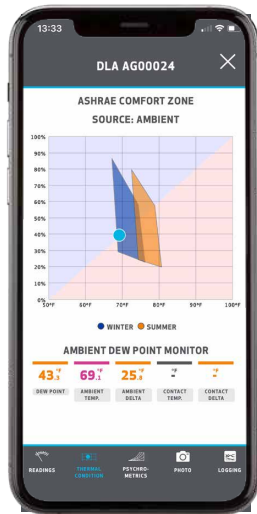 13:33
DLA AG00024
ASHRAE COMFORT ZONE
SOURCE: AMBIENT
100%
90%
80%
70%
60%
50%
40%
30%
20%
10%
0%
50°F 60°F 70°F 80°F 90°F 100°F
WINTER SUMMER
AMBIENT DEW POINT MONITOR
43.3 °F 69.1 °F 25.8 °F - °F - °F
DEW POINT AMBIENT TEMP. AMBIENT DELTA CONTACT TEMP. CONTACT DELTA
READINGS THERMAL CONDITION PSYCHRO-METRICS PHOTO LOGGING